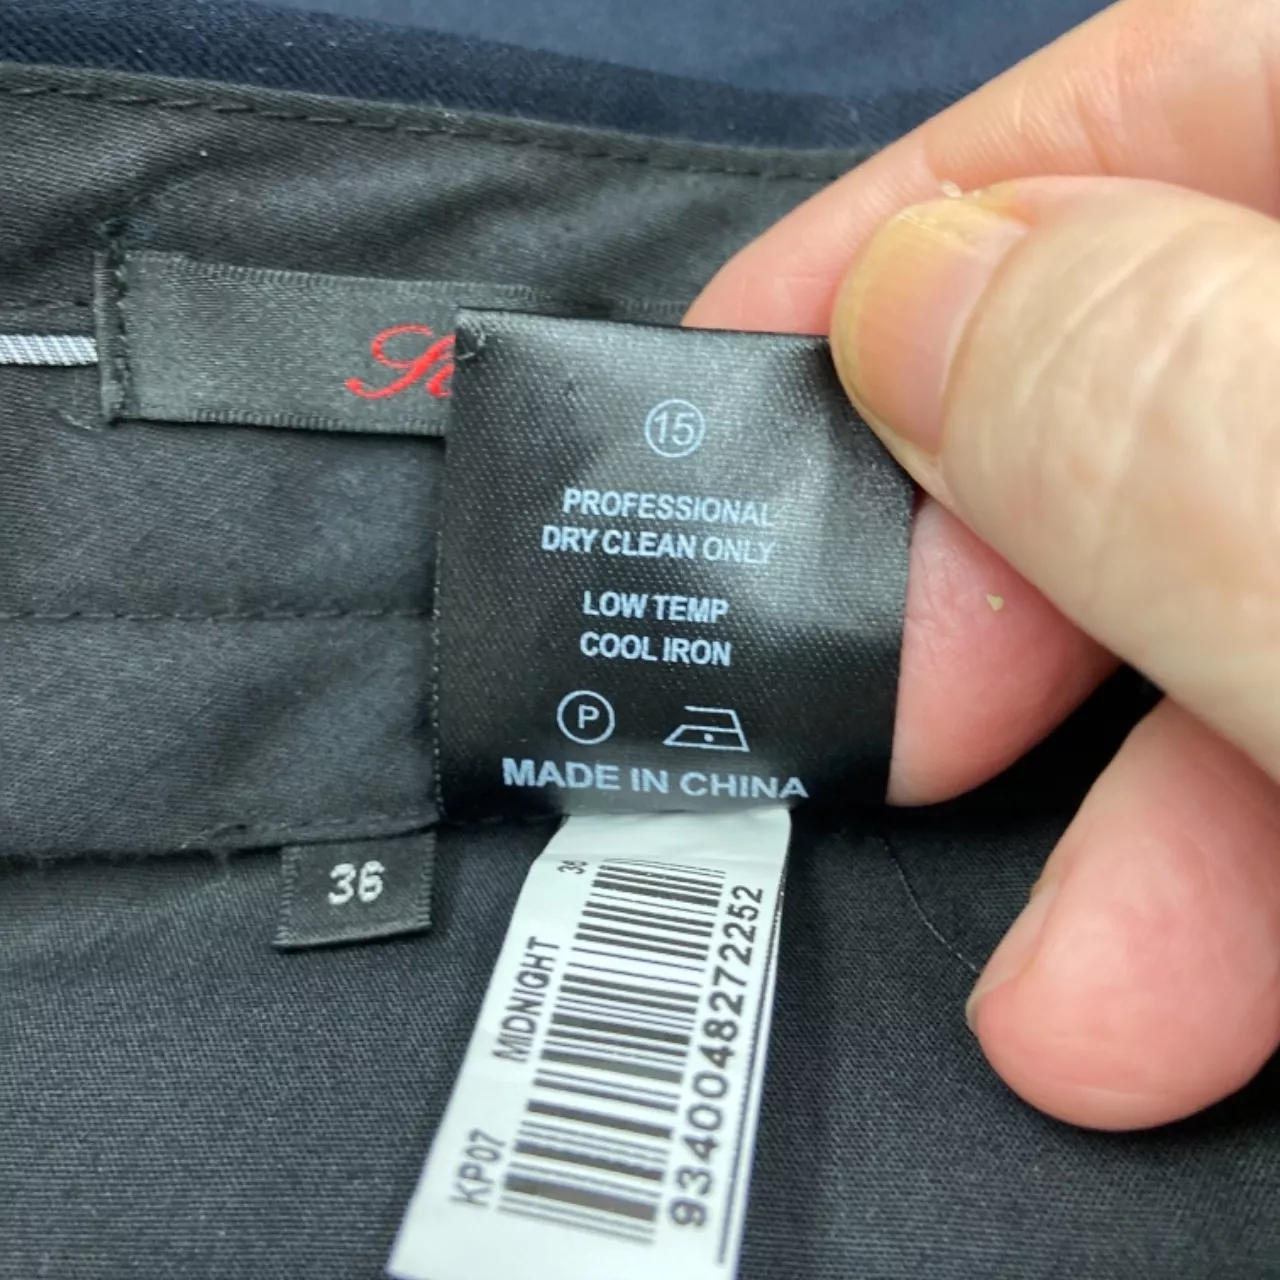 15
PROFESSIONAL
DRY CLEAN ONLY
LOW TEMP
COOL IRON
P
MADE IN CHINA
36
36
MIDNIGHT
KP07
9340048272252